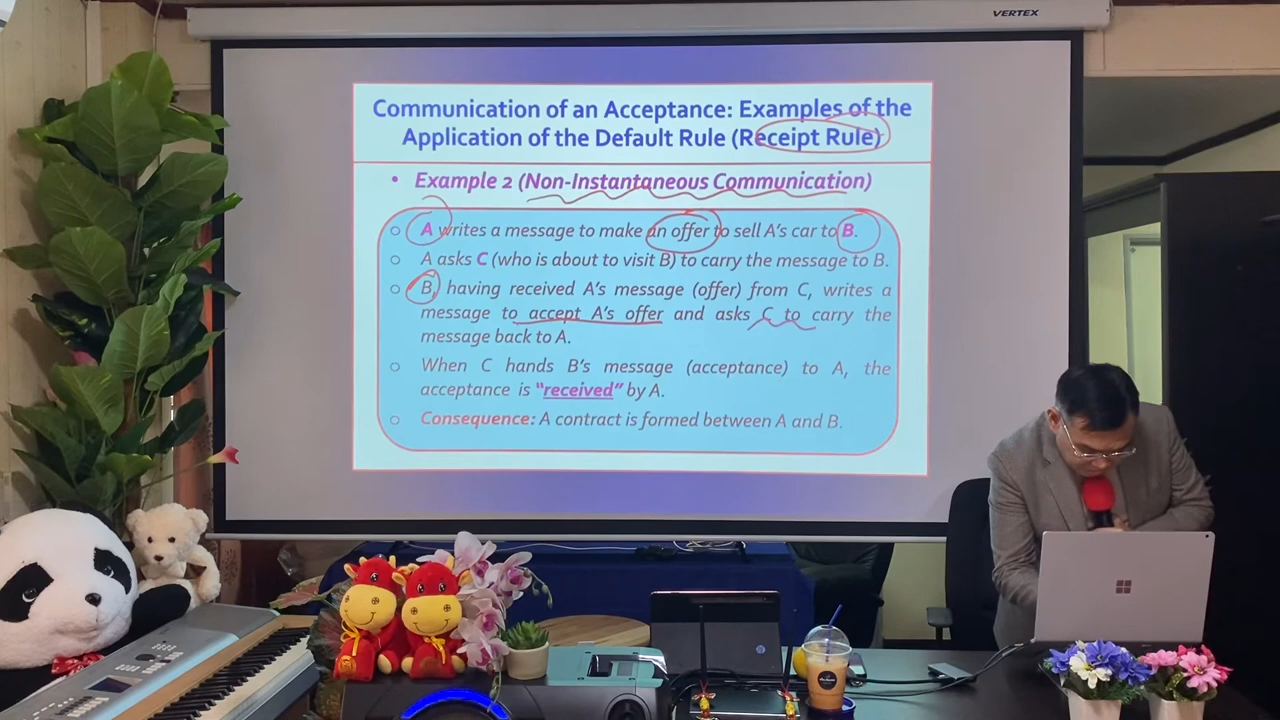 VERTEX
Communication of an Acceptance: Examples of the
Application of the Default Rule (Receipt Rule)
• Example 2 (Non-Instantaneous Communication)
○ A writes a message to make an offer to sell A's car to B.
○ A asks C (who is about to visit B) to carry the message to B.
○ B, having received A's message (offer) from C, writes a
message to accept A's offer and asks C to carry the
message back to A.
○ When C hands B's message (acceptance) to A, the
acceptance is "received" by A.
○ Consequence: A contract is formed between A and B.